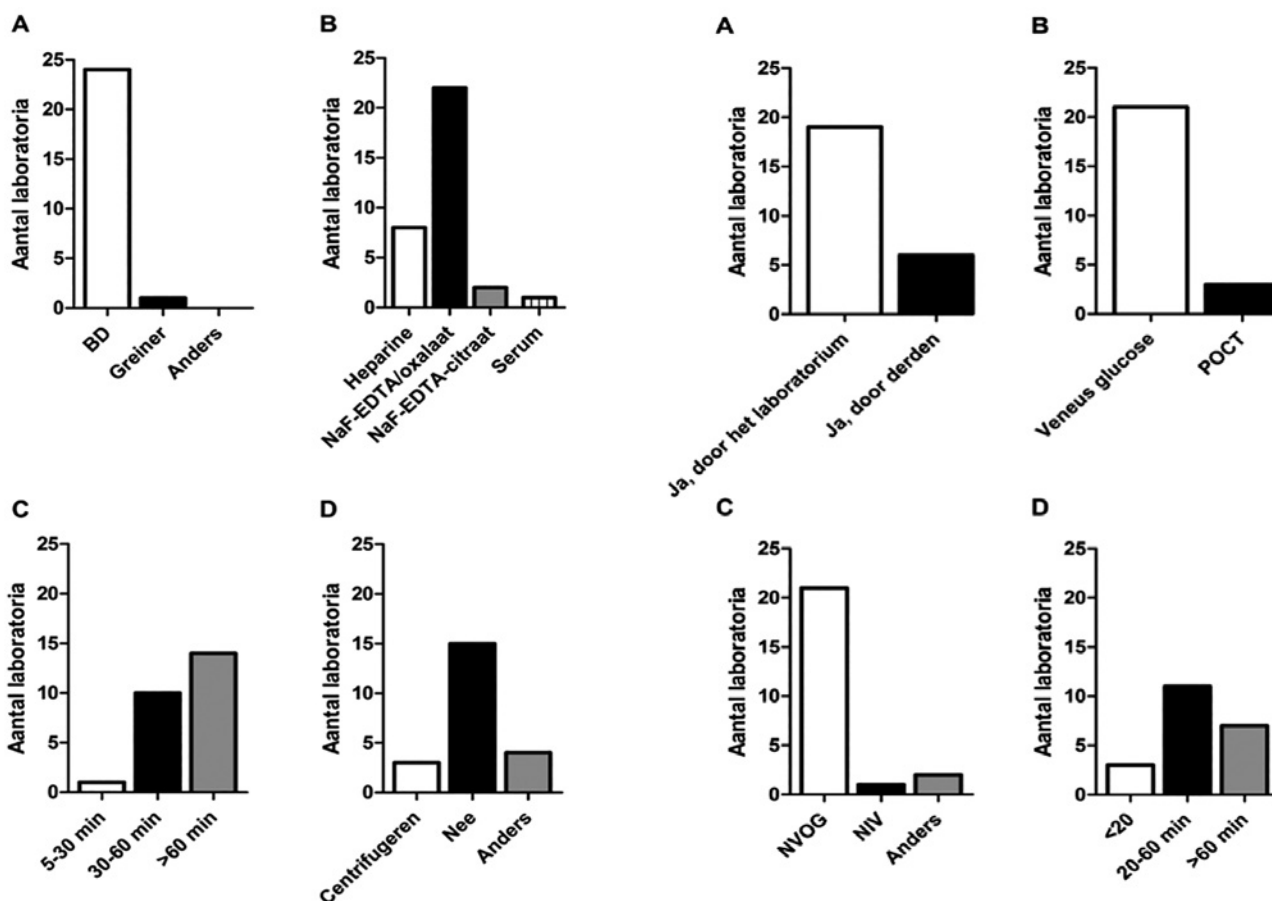 A
Aantal laboratoria
25
20
15
10
5
0
BD
Greiner
Anders
B
Aantal laboratoria
25
20
15
10
5
0
Heparine
NaF-EDTA/oxalaat
NaF-EDTA-citraat
Serum
A
Aantal laboratoria
25
20
15
10
5
0
Ja, door het laboratorium
Ja, door derden
B
Aantal laboratoria
25
20
15
10
5
0
Veneus glucose
POCT
C
Aantal laboratoria
25
20
15
10
5
0
5-30 min
30-60 min
>60 min
D
Aantal laboratoria
25
20
15
10
5
0
Centrifugeren
Nee
Anders
C
Aantal laboratoria
25
20
15
10
5
0
NVOG
NIV
Anders
D
Aantal laboratoria
25
20
15
10
5
0
<20
20-60 min
>60 min